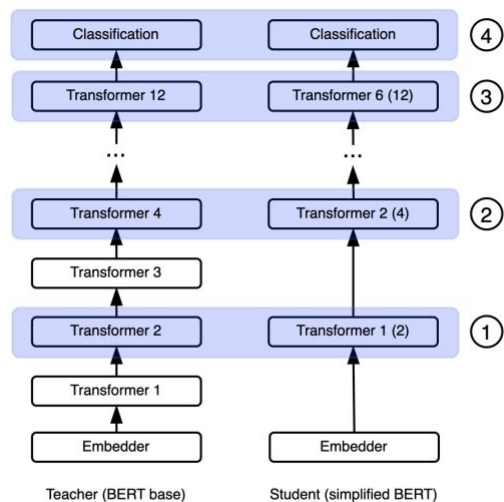 Classification
Classification
4
Transformer 12
Transformer 6 (12)
3
...
...
Transformer 4
Transformer 2 (4)
2
Transformer 3
Transformer 2
Transformer 1 (2)
1
Transformer 1
Embedder
Embedder
Teacher (BERT base)
Student (simplified BERT)